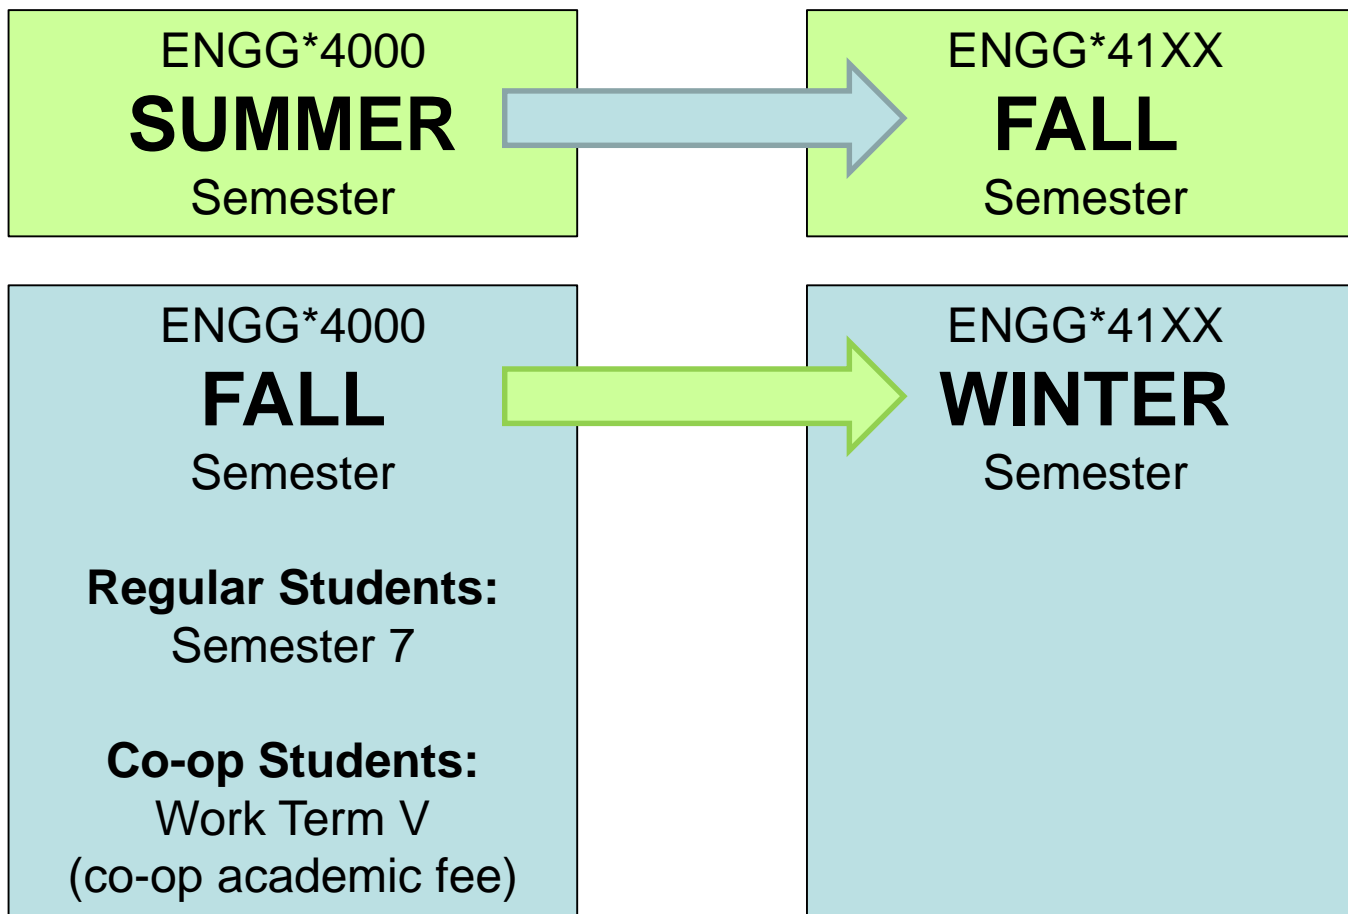 ENGG*4000
SUMMER
Semester
ENGG*41XX
FALL
Semester
ENGG*4000
FALL
Semester
Regular Students:
Semester 7
Co-op Students:
Work Term V
(co-op academic fee)
ENGG*41XX
WINTER
Semester